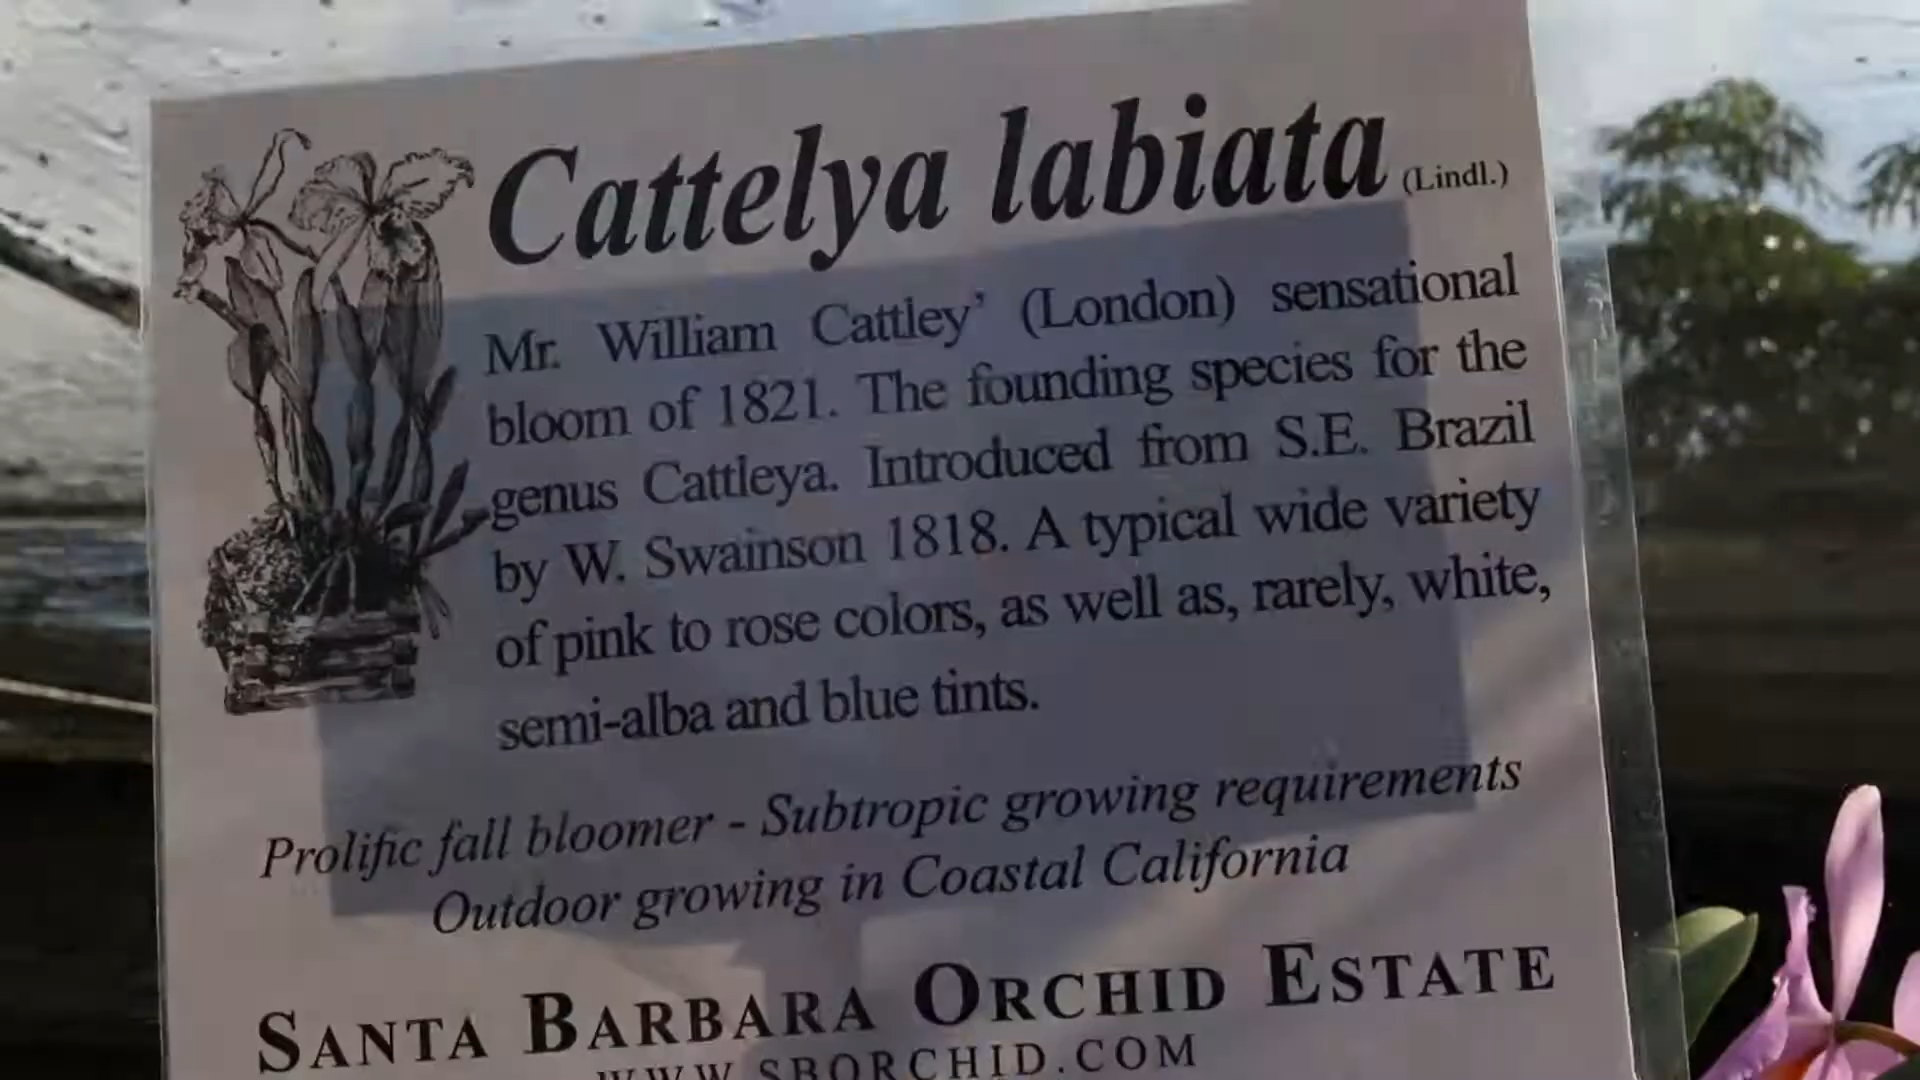 Cattelya labiata (Lindl.)
Mr. William Cattley’ (London) sensational
bloom of 1821. The founding species for the
genus Cattleya. Introduced from S.E. Brazil
by W. Swainson 1818. A typical wide variety
of pink to rose colors, as well as, rarely, white,
semi-alba and blue tints.
Prolific fall bloomer - Subtropic growing requirements
Outdoor growing in Coastal California
SANTA BARBARA ORCHID ESTATE
WWW.SBORCHID.COM